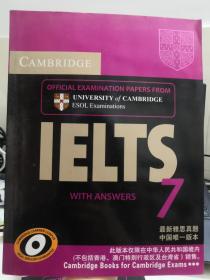 CAMBRIDGE
OFFICIAL EXAMINATION PAPERS FROM
UNIVERSITY of CAMBRIDGE
ESOL Examinations
IELTS
WITH ANSWERS
7
最新雅思真题
中国唯一版本
此版本仅限在中华人民共和国境内
(不包括香港、澳门特别行政区及台湾省)销售。
Cambridge Books for Cambridge Exams